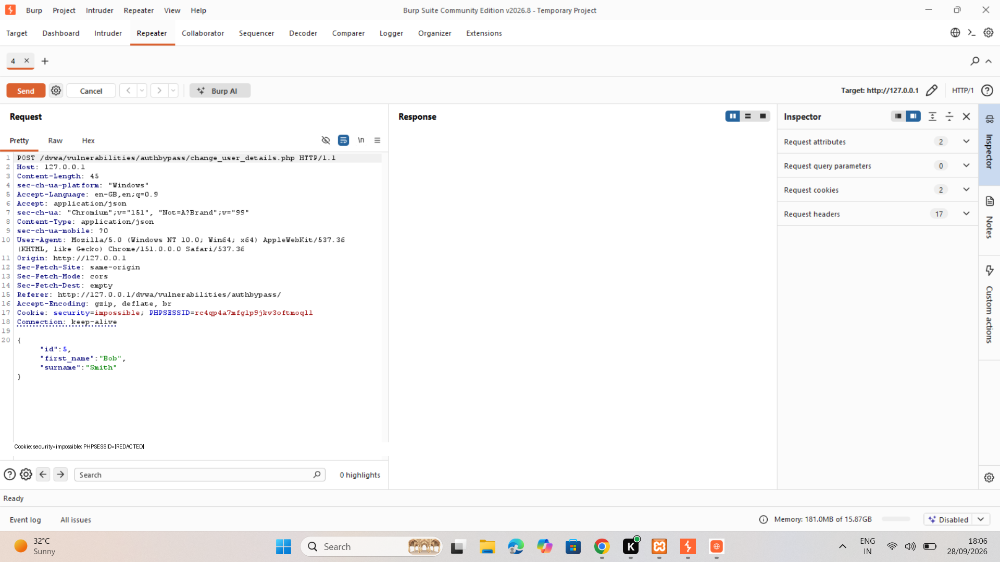 Burp Project Intruder Repeater View Help Burp Suite Community Edition v2026.8 - Temporary Project
Target Dashboard Intruder Repeater Collaborator Sequencer Decoder Comparer Logger Organizer Extensions
4
Send Cancel Burp AI Target: http://127.0.0.1 HTTP/1
Request
Response
Inspector
Pretty Raw Hex \n
Request attributes 2
Request query parameters 0
Request cookies 2
Request headers 17
Inspector
Notes
Custom actions
1 POST /dvwa/vulnerabilities/authbypass/change_user_details.php HTTP/1.1
2 Host: 127.0.0.1
3 Content-Length: 45
4 sec-ch-ua-platform: "Windows"
5 Accept-Language: en-GB,en;q=0.9
6 Accept: application/json
7 sec-ch-ua: "Chromium";v="151", "Not=A?Brand";v="99"
8 Content-Type: application/json
9 sec-ch-ua-mobile: ?0
10 User-Agent: Mozilla/5.0 (Windows NT 10.0; Win64; x64) AppleWebKit/537.36
(KHTML, like Gecko) Chrome/151.0.0.0 Safari/537.36
11 Origin: http://127.0.0.1
12 Sec-Fetch-Site: same-origin
13 Sec-Fetch-Mode: cors
14 Sec-Fetch-Dest: empty
15 Referer: http://127.0.0.1/dvwa/vulnerabilities/authbypass/
16 Accept-Encoding: gzip, deflate, br
17 Cookie: security=impossible; PHPSESSID=rc4qp4a7mfglp9jkv3oftmoqll
18 Connection: keep-alive
19
20 {
"id":5,
"first_name":"Bob",
"surname":"Smith"
}
Cookie: security=impossible; PHPSESSID=[REDACTED]
Search 0 highlights
Ready
Event log All issues Memory: 181.0MB of 15.87GB Disabled
32°C
Sunny
Search
ENG
IN
18:06
28/09/2026